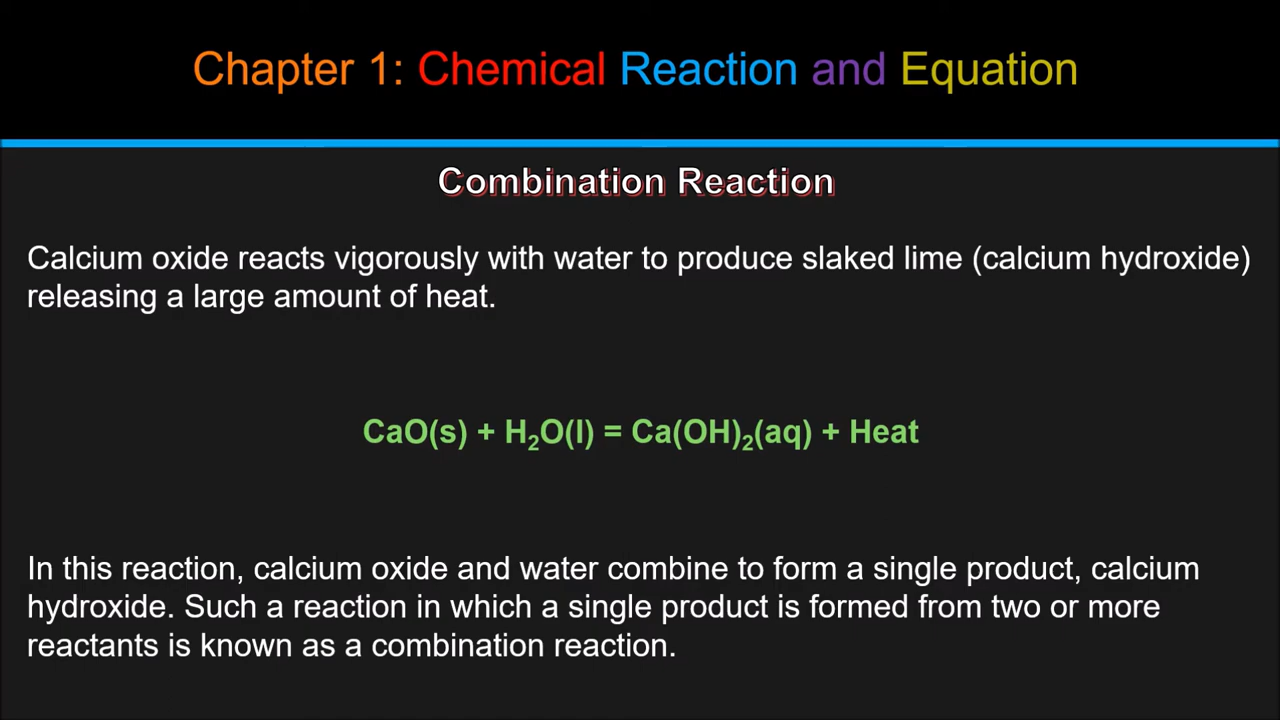 Chapter 1: Chemical Reaction and Equation
Combination Reaction
Calcium oxide reacts vigorously with water to produce slaked lime (calcium hydroxide)
releasing a large amount of heat.
CaO(s) + H₂O(l) = Ca(OH)₂(aq) + Heat
In this reaction, calcium oxide and water combine to form a single product, calcium
hydroxide. Such a reaction in which a single product is formed from two or more
reactants is known as a combination reaction.